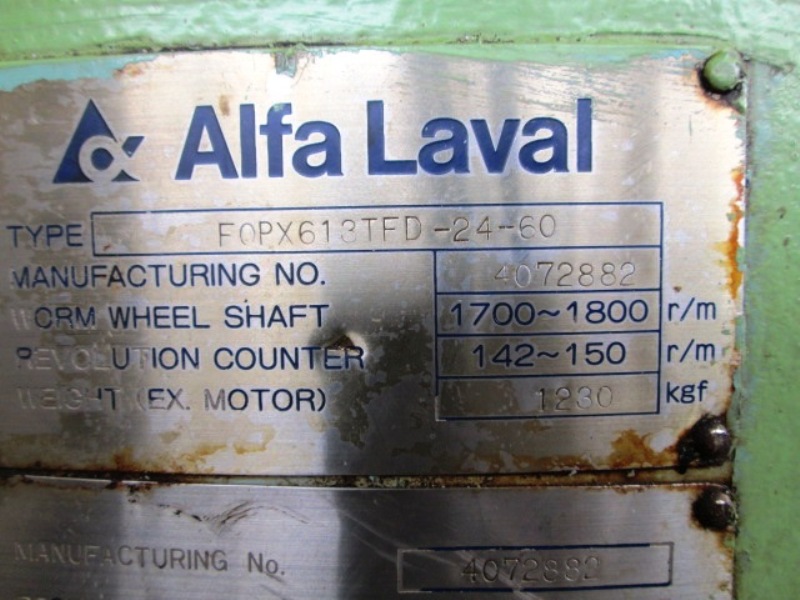 Alfa Laval
TYPE FOPX613TFD-24-60
MANUFACTURING NO. 4072882
WORM WHEEL SHAFT 1700~1800 r/m
REVOLUTION COUNTER 142~150 r/m
WEIGHT (EX. MOTOR) 1230 kgf
MANUFACTURING No. 4072882